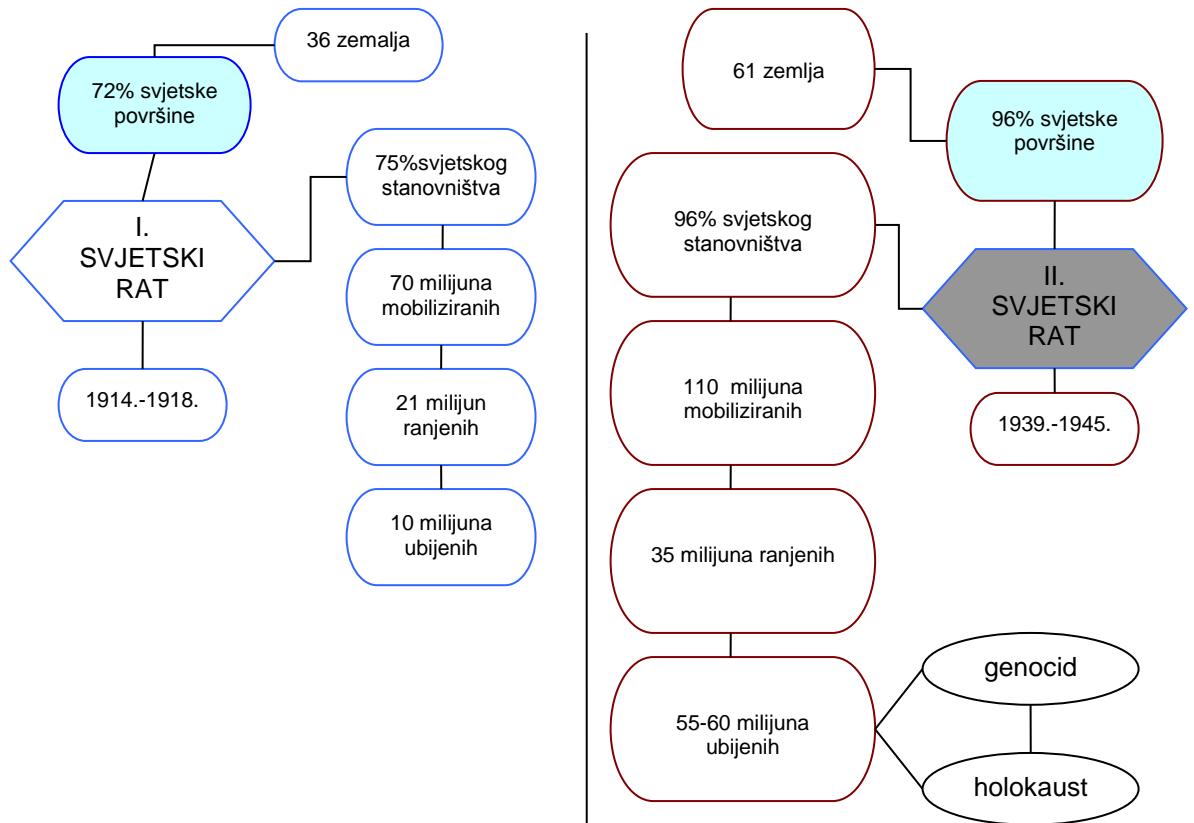 36 zemalja
72% svjetske
površine
75%svjetskog
stanovništva
I.
SVJETSKI
RAT
70 milijuna
mobiliziranih
1914.-1918.
21 milijun
ranjenih
10 milijuna
ubijenih
61 zemlja
96% svjetske
površine
96% svjetskog
stanovništva
II.
SVJETSKI
RAT
110  milijuna
mobiliziranih
1939.-1945.
35 milijuna ranjenih
genocid
55-60 milijuna
ubijenih
holokaust